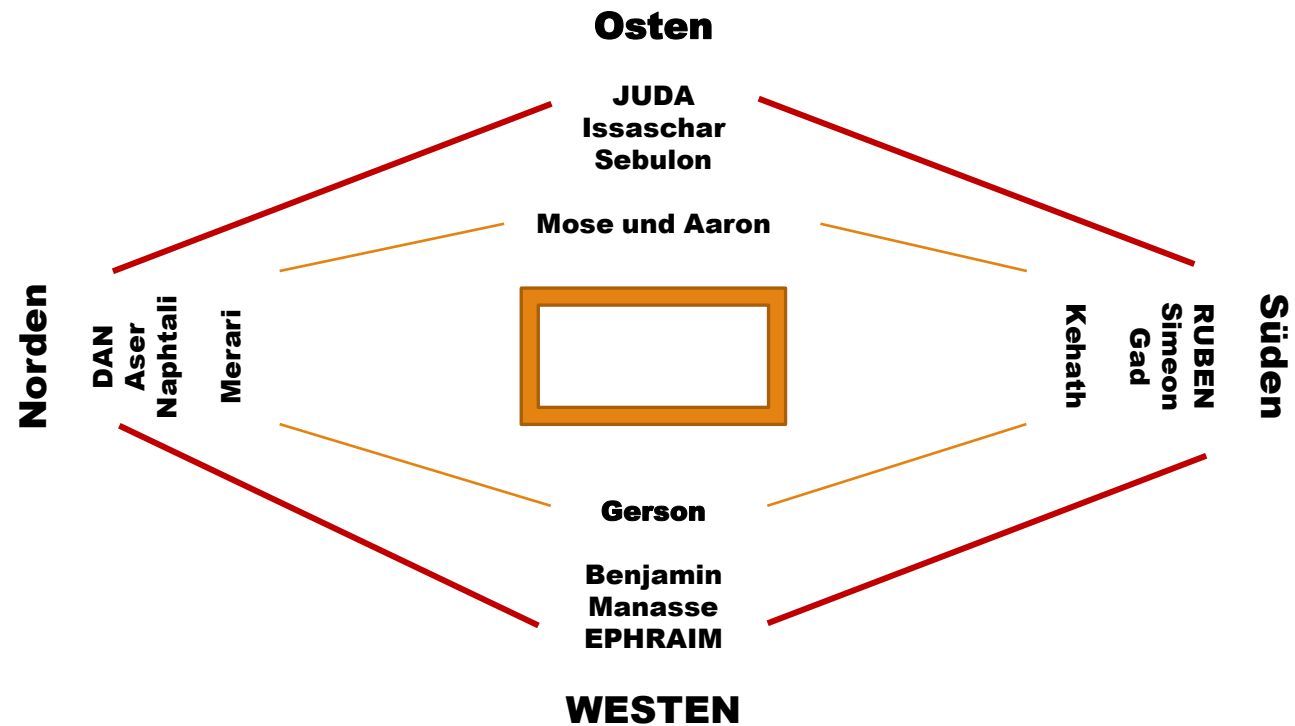 Osten
JUDA
Issaschar
Sebulon
Mose und Aaron
Norden
DAN
Aser
Naphtali
Merari
Kehath
Gad
Simeon
RUBEN
Süden
Gerson
Benjamin
Manasse
EPHRAIM
WESTEN